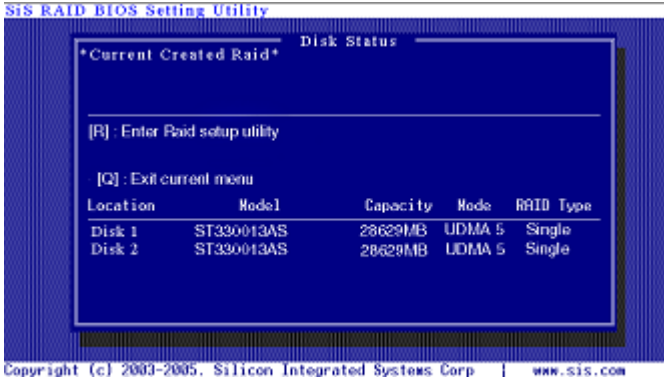 SiS RAID BIOS Setting Utility
Disk Status
*Current Created Raid*
[R] : Enter Raid setup utility
[Q] : Exit current menu
Location Model Capacity Mode RAID Type
Disk 1 ST330013AS 28629MB UDMA 5 Single
Disk 2 ST330013AS 28629MB UDMA 5 Single
Copyright (c) 2003-2005. Silicon Integrated Systems Corp | www.sis.com